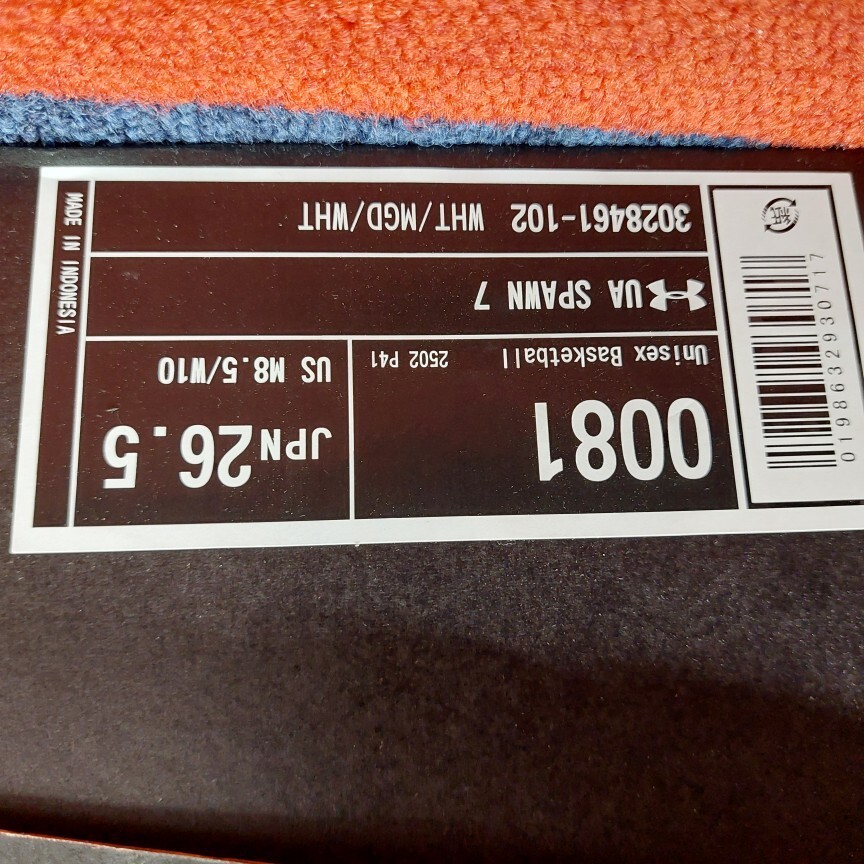 紙
0198632930717
3028461-102 WHT/MGD/WHT
UA SPAWN 7
Unisex Basketball 2502 P41
0081
US M8.5/W10
JPN26.5
MADE IN INDONESIA